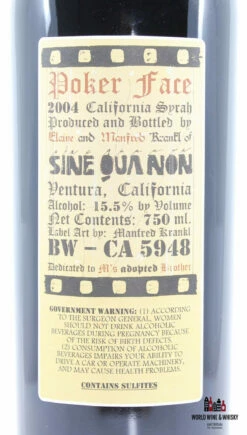 Poker Face
2004 California Syrah
Produced and Bottled by
Elaine and Manfred Krankl of
SINE QUA NON
Ventura, California
Alcohol: 15.5% by Volume
Net Contents: 750 ml.
Label Art by: Manfred Krankl
BW - CA 5948
Dedicated to M's adopted Brother
GOVERNMENT WARNING: (1) ACCORDING
TO THE SURGEON GENERAL, WOMEN
SHOULD NOT DRINK ALCOHOLIC
BEVERAGES DURING PREGNANCY BECAUSE
OF THE RISK OF BIRTH DEFECTS.
(2) CONSUMPTION OF ALCOHOLIC
BEVERAGES IMPAIRS YOUR ABILITY TO
DRIVE A CAR OR OPERATE MACHINERY,
AND MAY CAUSE HEALTH PROBLEMS.
CONTAINS SULFITES
WORLD WINE & WHISKY